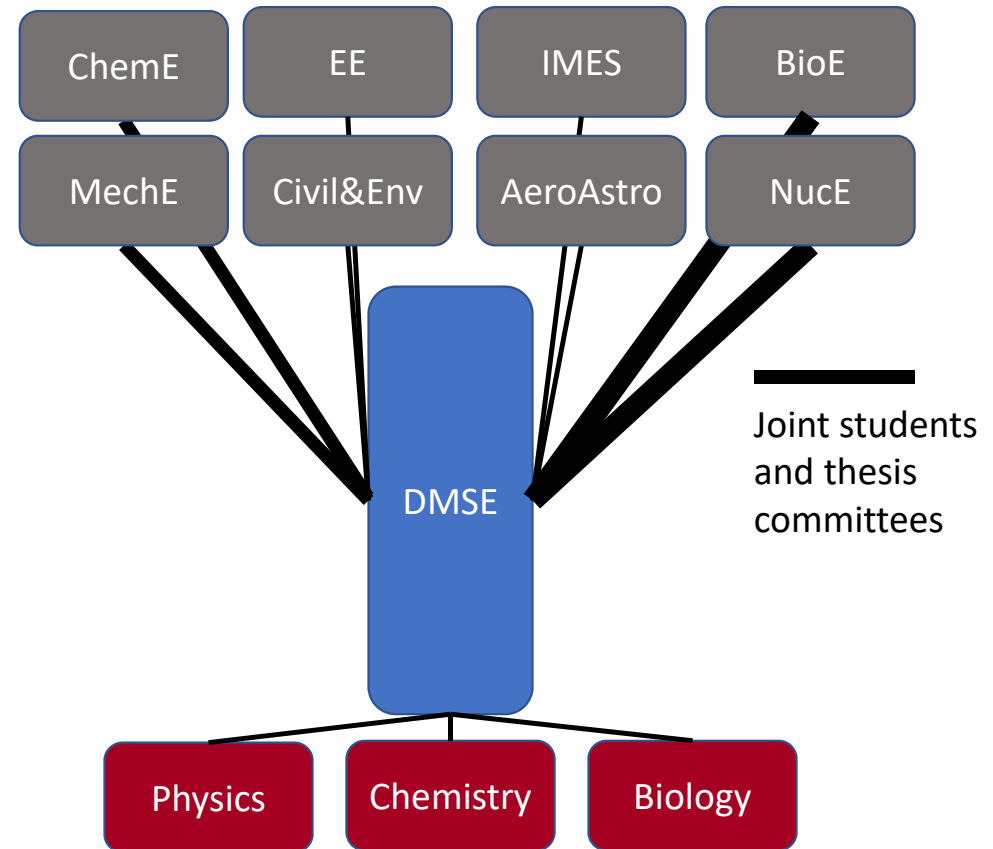 ChemE
EE
IMES
BioE
MechE
Civil&Env
AeroAstro
NucE
DMSE
Joint students
and thesis
committees
Physics
Chemistry
Biology